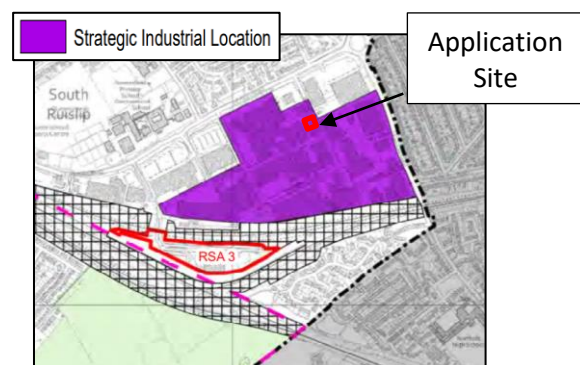 Strategic Industrial Location
Application
Site
South
Ruislip
RSA 3